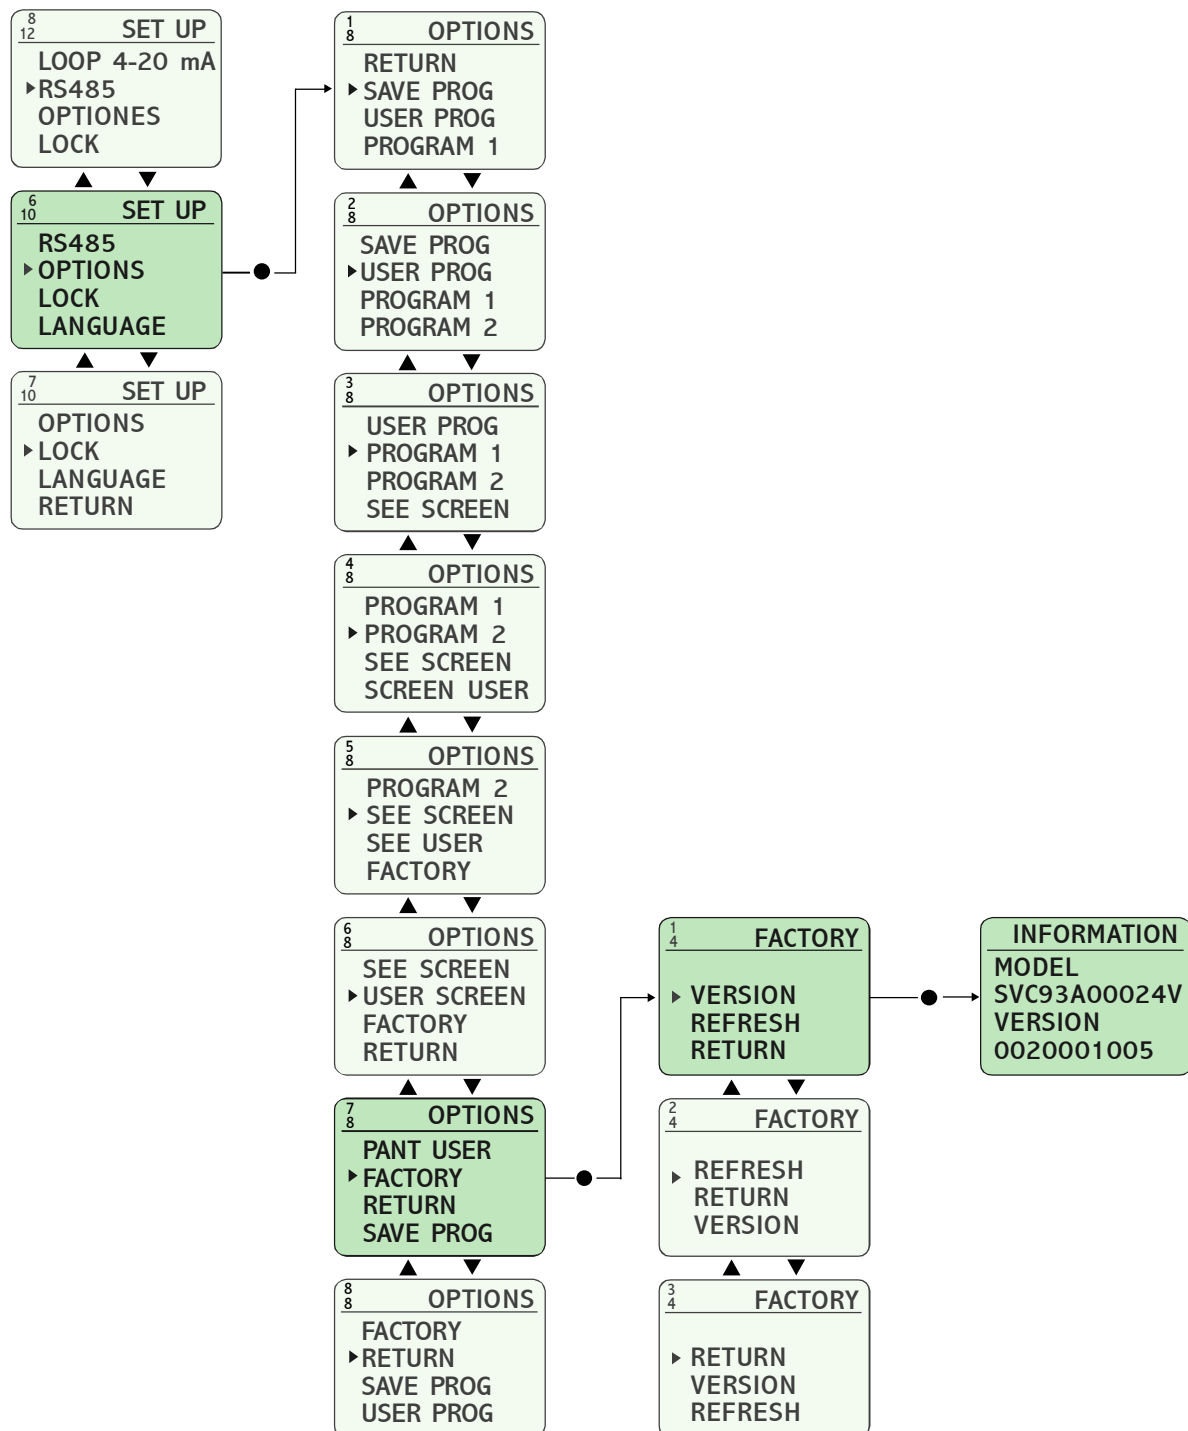 8
12
SET UP
LOOP 4-20 mA
RS485
OPTIONES
LOCK
6
10
SET UP
RS485
OPTIONS
LOCK
LANGUAGE
7
10
SET UP
OPTIONS
LOCK
LANGUAGE
RETURN
1
8
OPTIONS
RETURN
SAVE PROG
USER PROG
PROGRAM 1
2
8
OPTIONS
SAVE PROG
USER PROG
PROGRAM 1
PROGRAM 2
3
8
OPTIONS
USER PROG
PROGRAM 1
PROGRAM 2
SEE SCREEN
4
8
OPTIONS
PROGRAM 1
PROGRAM 2
SEE SCREEN
SCREEN USER
5
8
OPTIONS
PROGRAM 2
SEE SCREEN
SEE USER
FACTORY
6
8
OPTIONS
SEE SCREEN
USER SCREEN
FACTORY
RETURN
7
8
OPTIONS
PANT USER
FACTORY
RETURN
SAVE PROG
8
8
OPTIONS
FACTORY
RETURN
SAVE PROG
USER PROG
1
4
FACTORY
VERSION
REFRESH
RETURN
2
4
FACTORY
REFRESH
RETURN
VERSION
3
4
FACTORY
RETURN
VERSION
REFRESH
INFORMATION
MODEL
SVC93A00024V
VERSION
0020001005